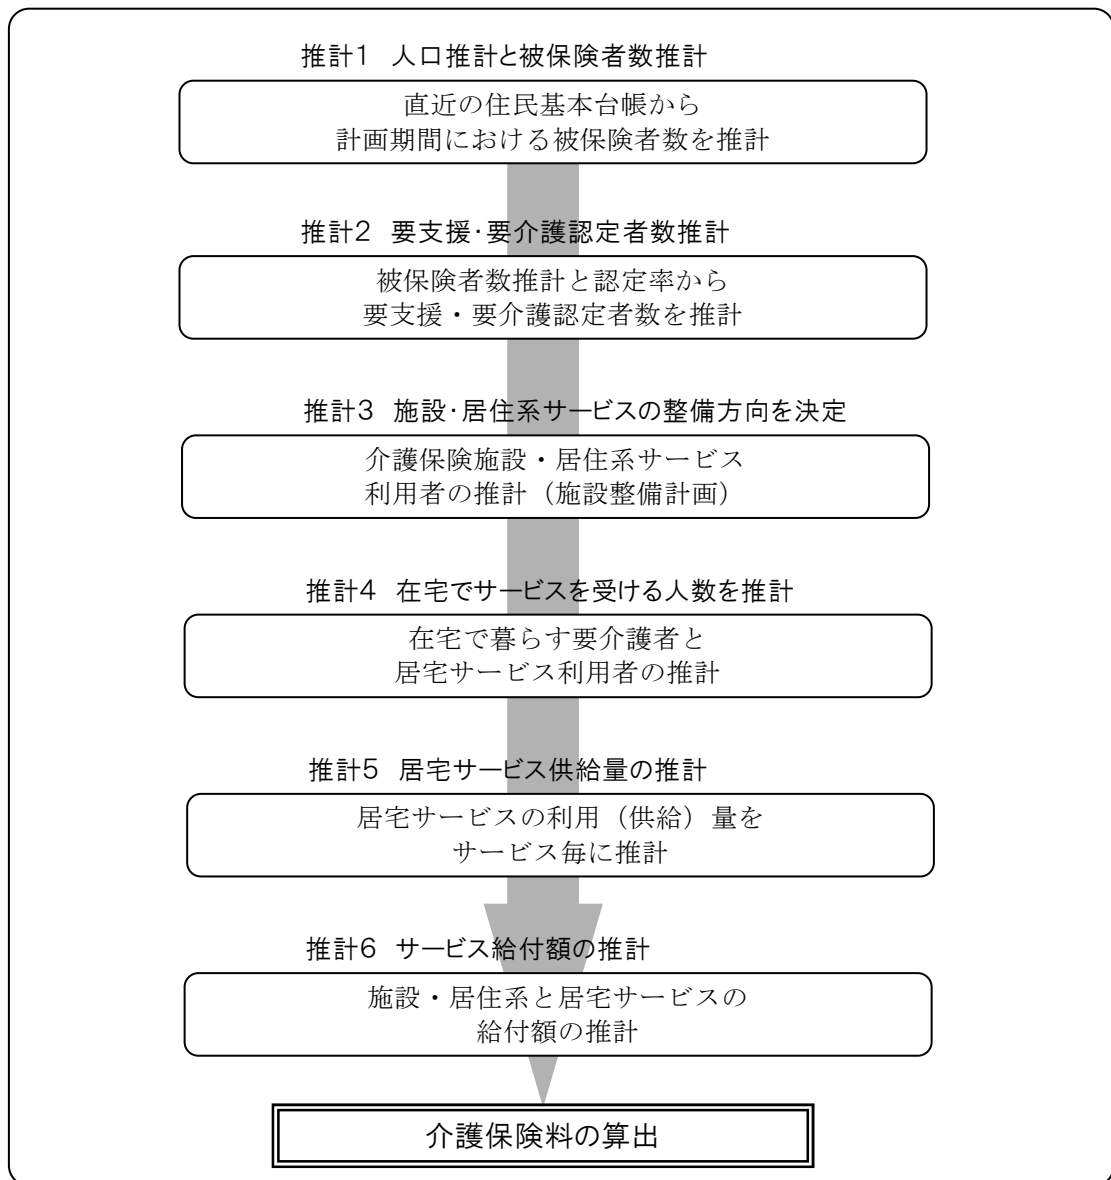 推計1 人口推計と被保険者数推計
直近の住民基本台帳から
計画期間における被保険者数を推計
推計2 要支援・要介護認定者数推計
被保険者数推計と認定率から
要支援・要介護認定者数を推計
推計3 施設・居住系サービスの整備方向を決定
介護保険施設・居住系サービス
利用者の推計（施設整備計画）
推計4 在宅でサービスを受ける人数を推計
在宅で暮らす要介護者と
居宅サービス利用者の推計
推計5 居宅サービス供給量の推計
居宅サービスの利用（供給）量を
サービス毎に推計
推計6 サービス給付額の推計
施設・居住系と居宅サービスの
給付額の推計
介護保険料の算出